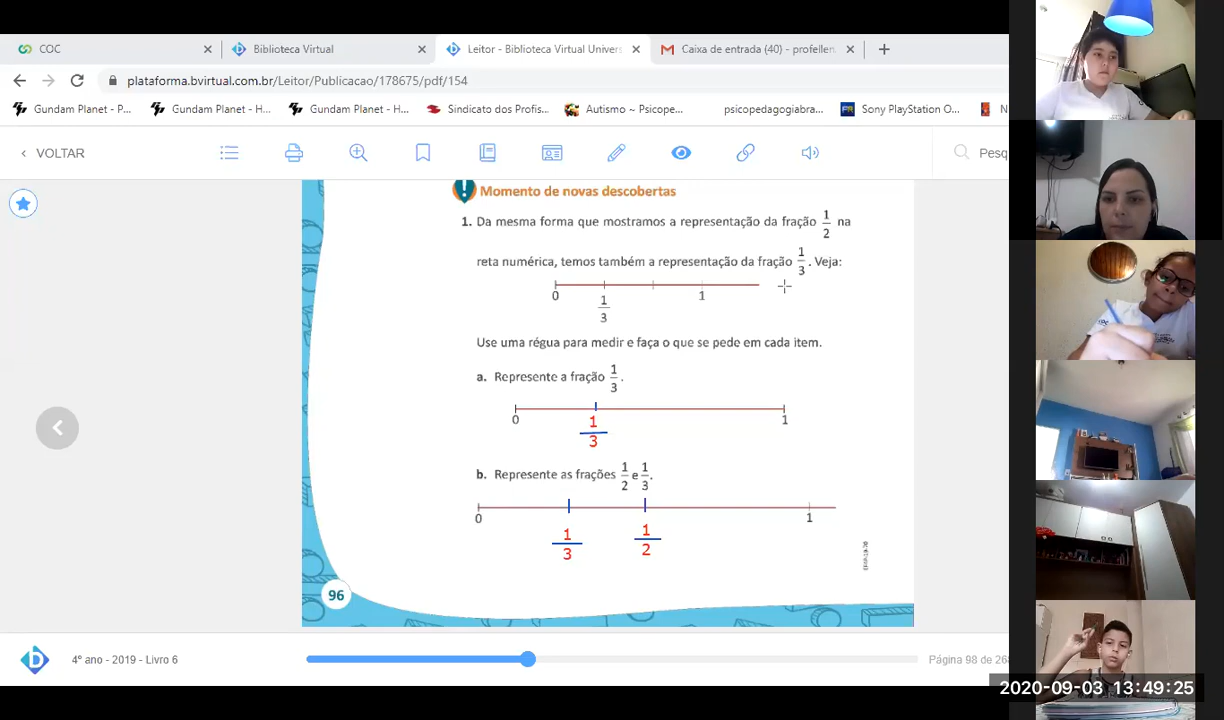 COC
Biblioteca Virtual
Leitor - Biblioteca Virtual Univers
Caixa de entrada (40) - profellen
plataforma.bvirtual.com.br/Leitor/Publicacao/178675/pdf/154
Gundam Planet - P...
Gundam Planet - H...
Gundam Planet - H...
Sindicato dos Profis...
Autismo ~ Psicope...
psicopedagogiabra...
Sony PlayStation O...
N
VOLTAR
Pesq
Momento de novas descobertas
1. Da mesma forma que mostramos a representação da fração 1/2 na
reta numérica, temos também a representação da fração 1/3. Veja:
0 1/3 1
Use uma régua para medir e faça o que se pede em cada item.
a. Represente a fração 1/3.
0 1/3 1
b. Represente as frações 1/2 e 1/3.
0 1/3 1/2 1
96
4º ano - 2019 - Livro 6
Página 98 de 268
2020-09-03 13:49:25